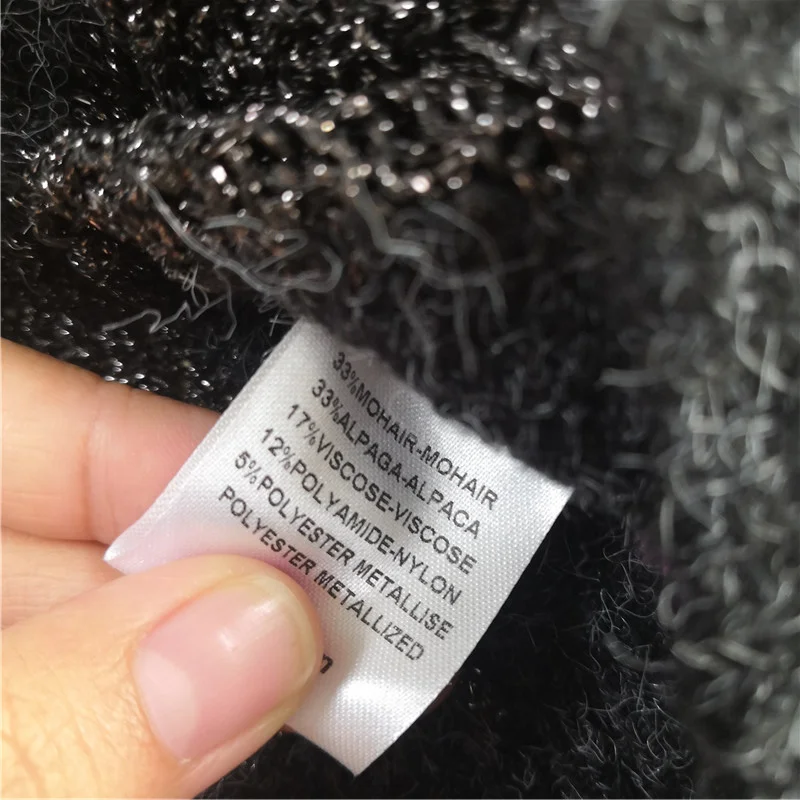 33%MOHAIR-MOHAIR
33%ALPAGA-ALPACA
17%VISCOSE-VISCOSE
12%POLYAMIDE-NYLON
5%POLYESTER METALLISE
POLYESTER METALLIZED